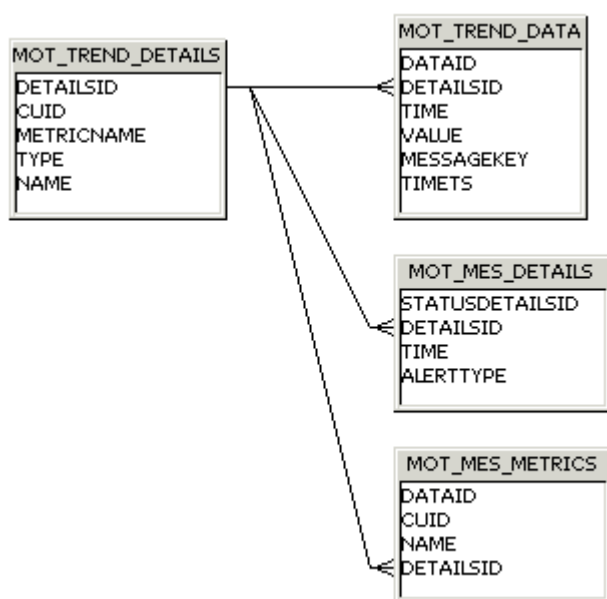 MOT_TREND_DETAILS
DETAILSID
CUID
METRICNAME
TYPE
NAME
MOT_TREND_DATA
DATAID
DETAILSID
TIME
VALUE
MESSAGEKEY
TIMETS
MOT_MES_DETAILS
STATUSDETAILSID
DETAILSID
TIME
ALERTTYPE
MOT_MES_METRICS
DATAID
CUID
NAME
DETAILSID